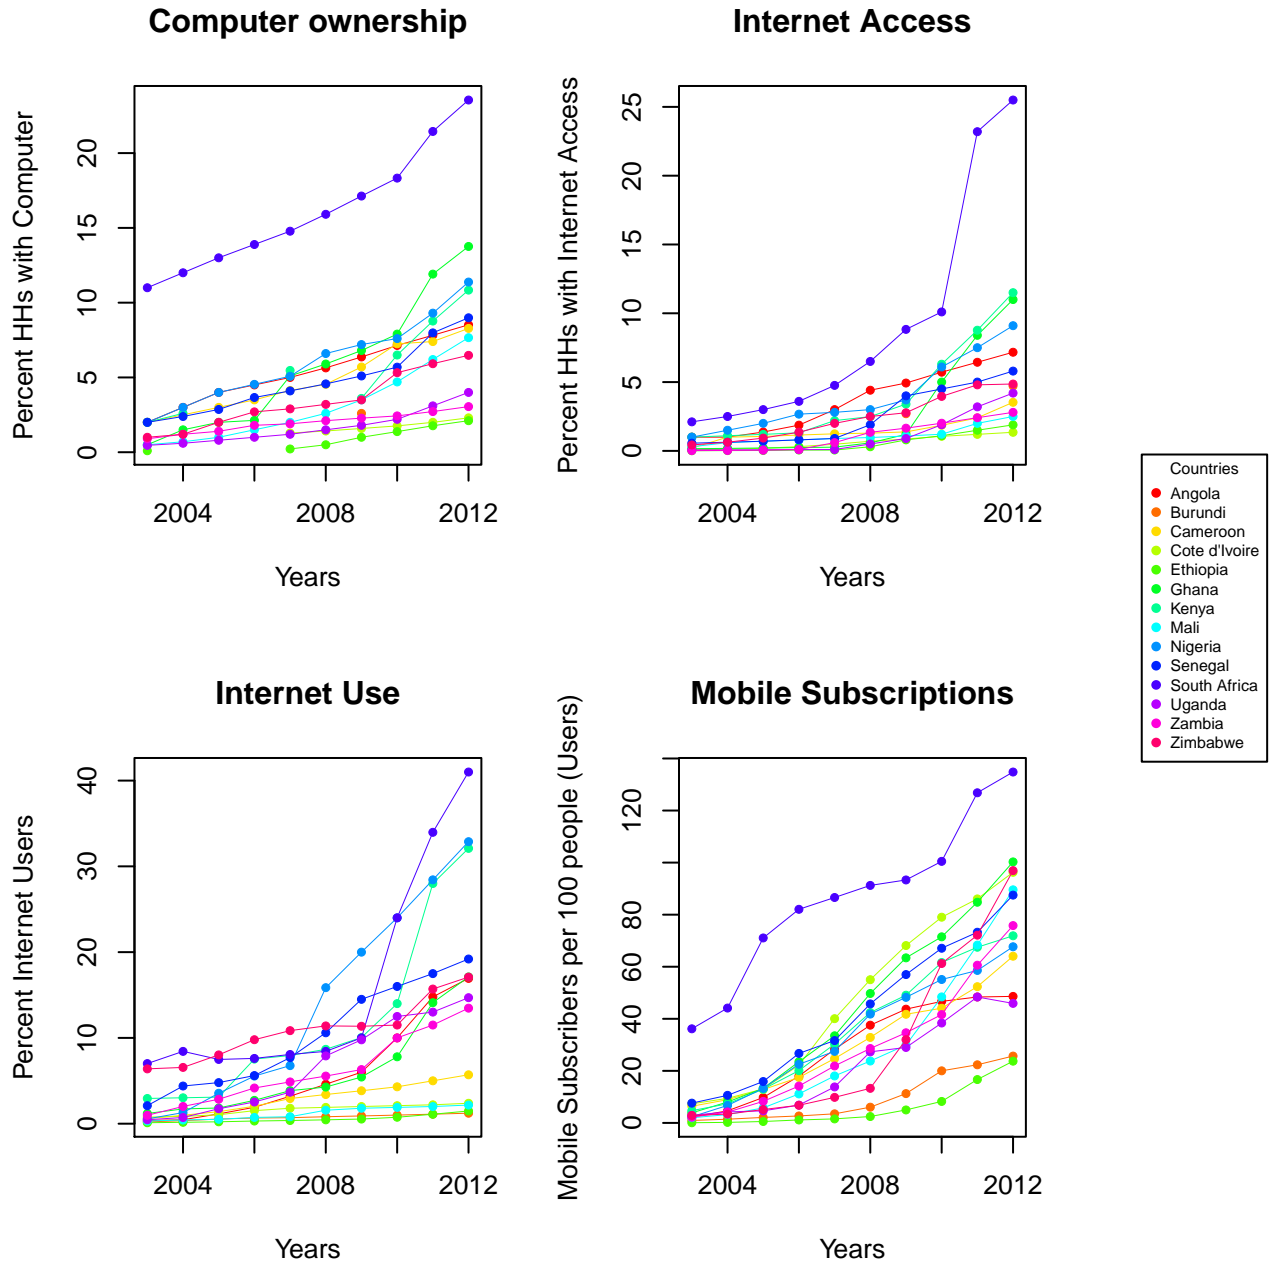 Computer ownership
Percent HHs with Computer
0
5
10
15
20
2004
2008
2012
Years
Internet Access
Percent HHs with Internet Access
0
5
10
15
20
25
2004
2008
2012
Years
Internet Use
Percent Internet Users
0
10
20
30
40
2004
2008
2012
Years
Mobile Subscriptions
Mobile Subscribers per 100 people (Users)
0
20
40
60
80
120
2004
2008
2012
Years
Countries
Angola
Burundi
Cameroon
Cote d'Ivoire
Ethiopia
Ghana
Kenya
Mali
Nigeria
Senegal
South Africa
Uganda
Zambia
Zimbabwe